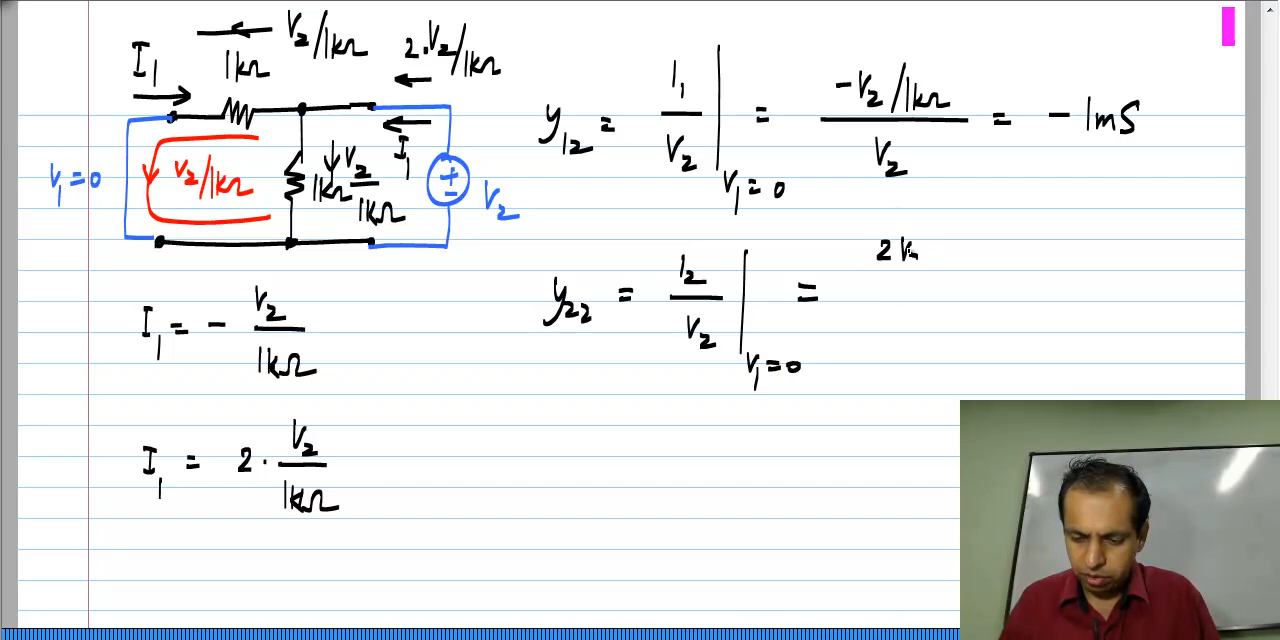 V2/1kΩ
1kΩ
2·V2/1kΩ
I1
I1
V1=0
V2/1kΩ
1kΩ
V2/1kΩ
V2
y12 = I1/V2 |V1=0 = -V2/1kΩ / V2 = -1mS
y22 = I2/V2 |V1=0 =
2V
I1 = - V2/1kΩ
I1 = 2· V2/1kΩ